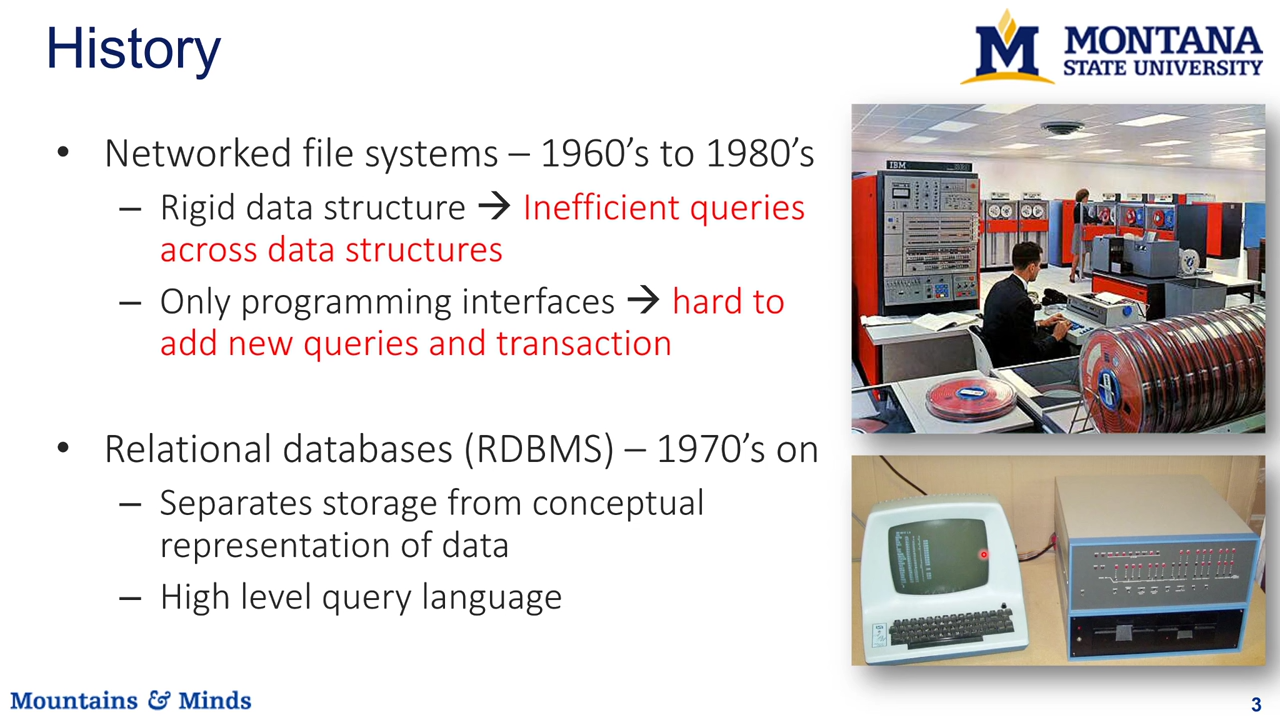 History
MONTANA
STATE UNIVERSITY
• Networked file systems – 1960’s to 1980’s
– Rigid data structure → Inefficient queries
across data structures
– Only programming interfaces → hard to
add new queries and transaction
• Relational databases (RDBMS) – 1970’s on
– Separates storage from conceptual
representation of data
– High level query language
IBM
Mountains & Minds
3